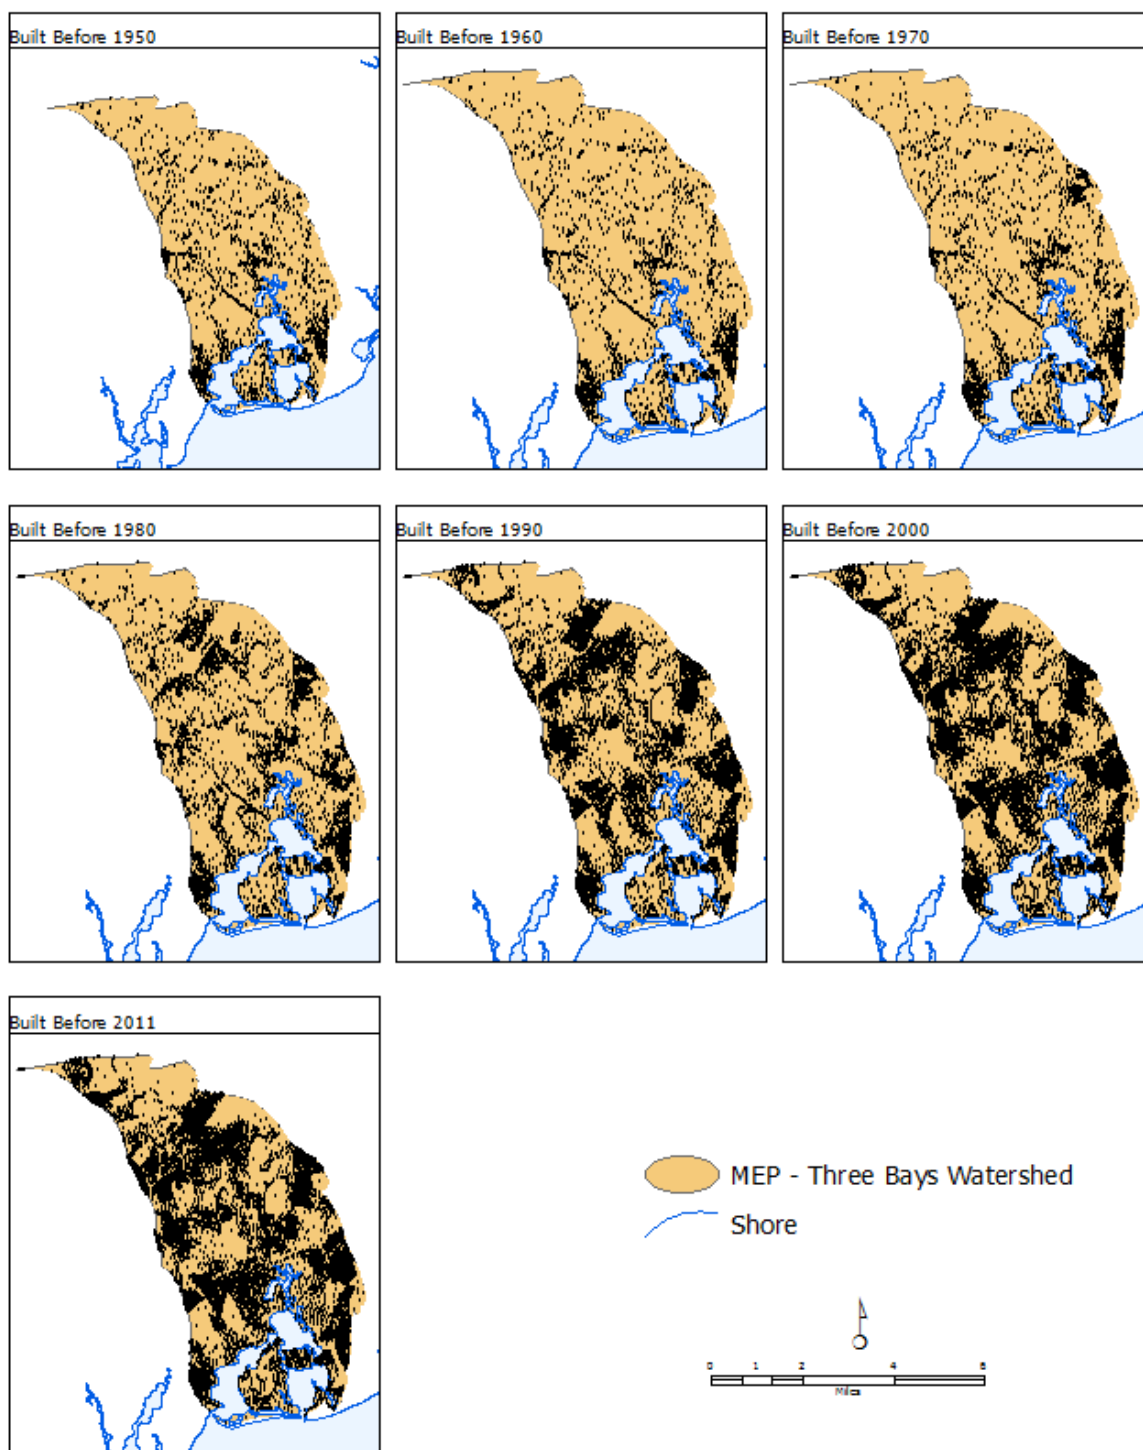 Built Before 1950
Built Before 1960
Built Before 1970
Built Before 1980
Built Before 1990
Built Before 2000
Built Before 2011
MEP - Three Bays Watershed
Shore
0 1 2 4 6
Miles